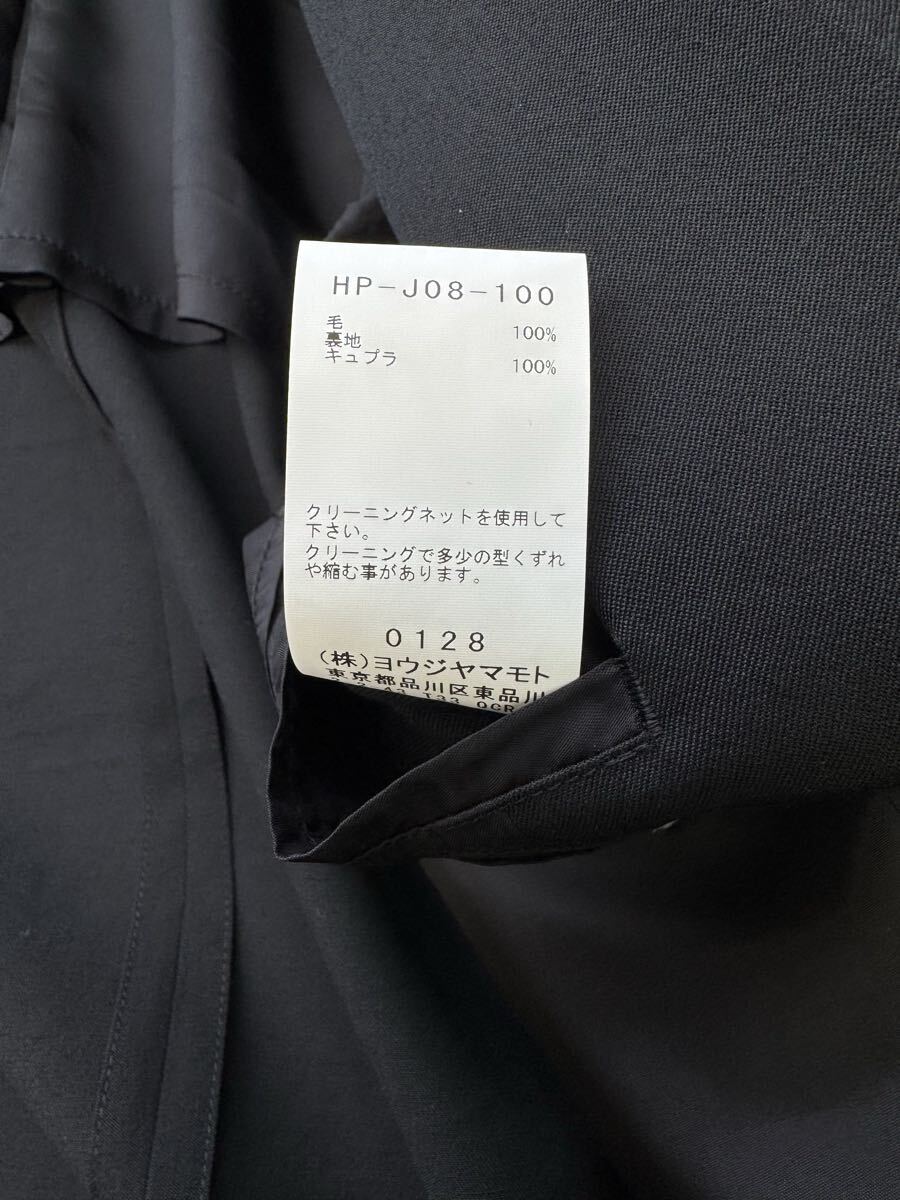 HP-J08-100
毛 100%
裏地
キュプラ 100%
クリーニングネットを使用して
下さい。
クリーニングで多少の型くずれ
や縮む事があります。
0128
(株)ヨウジヤマモト
東京都品川区東品川